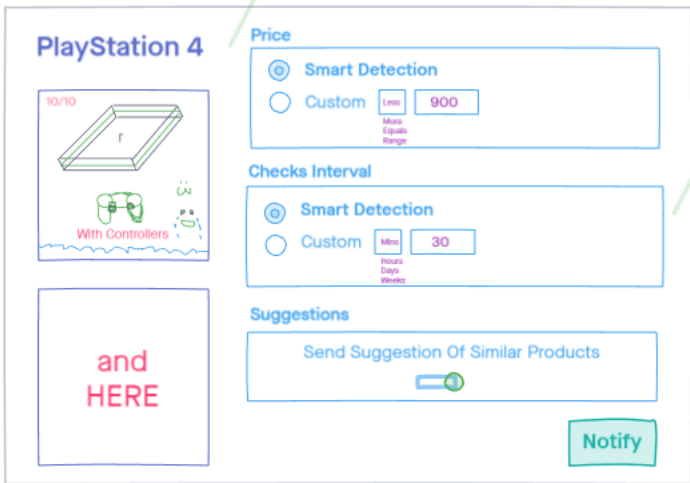 PlayStation 4
10/10
r
With Controllers
:3
and
HERE
Price
Smart Detection
Custom Less 900
More
Equals
Range
Checks Interval
Smart Detection
Custom Mins 30
Hours
Days
Weeks
Suggestions
Send Suggestion Of Similar Products
Notify